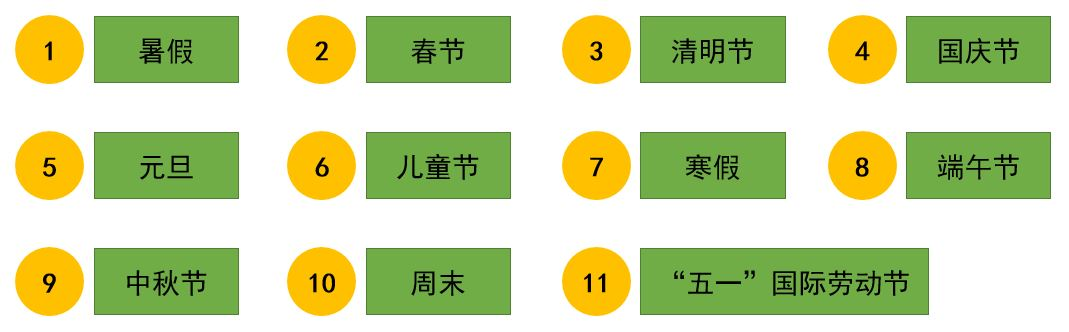 1 暑假 2 春节 3 清明节 4 国庆节
5 元旦 6 儿童节 7 寒假 8 端午节
9 中秋节 10 周末 11 “五一”国际劳动节